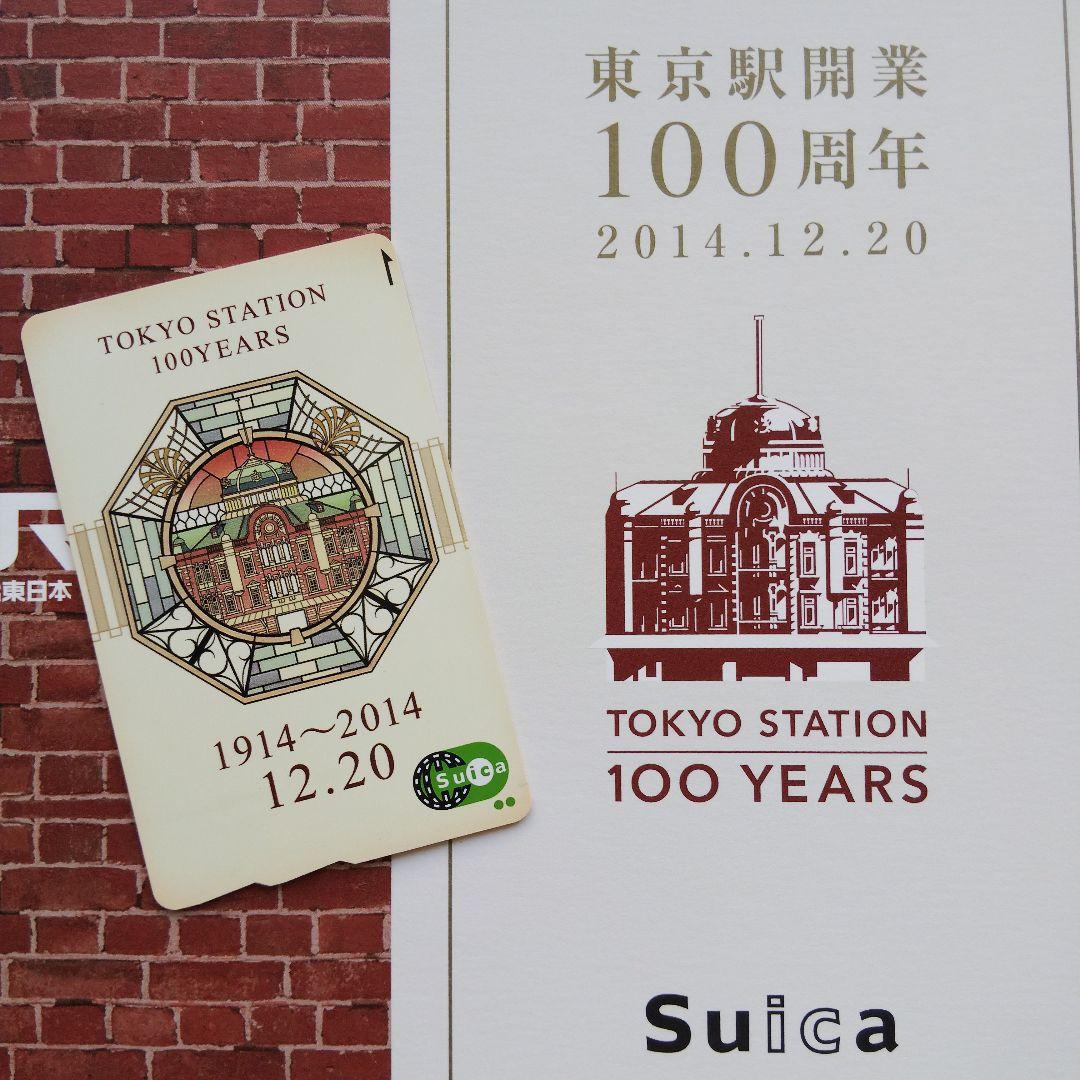 東京駅開業
100周年
2014.12.20
TOKYO STATION
100YEARS
東日本
1914～2014
12.20
Suica
TOKYO STATION
100 YEARS
Suica